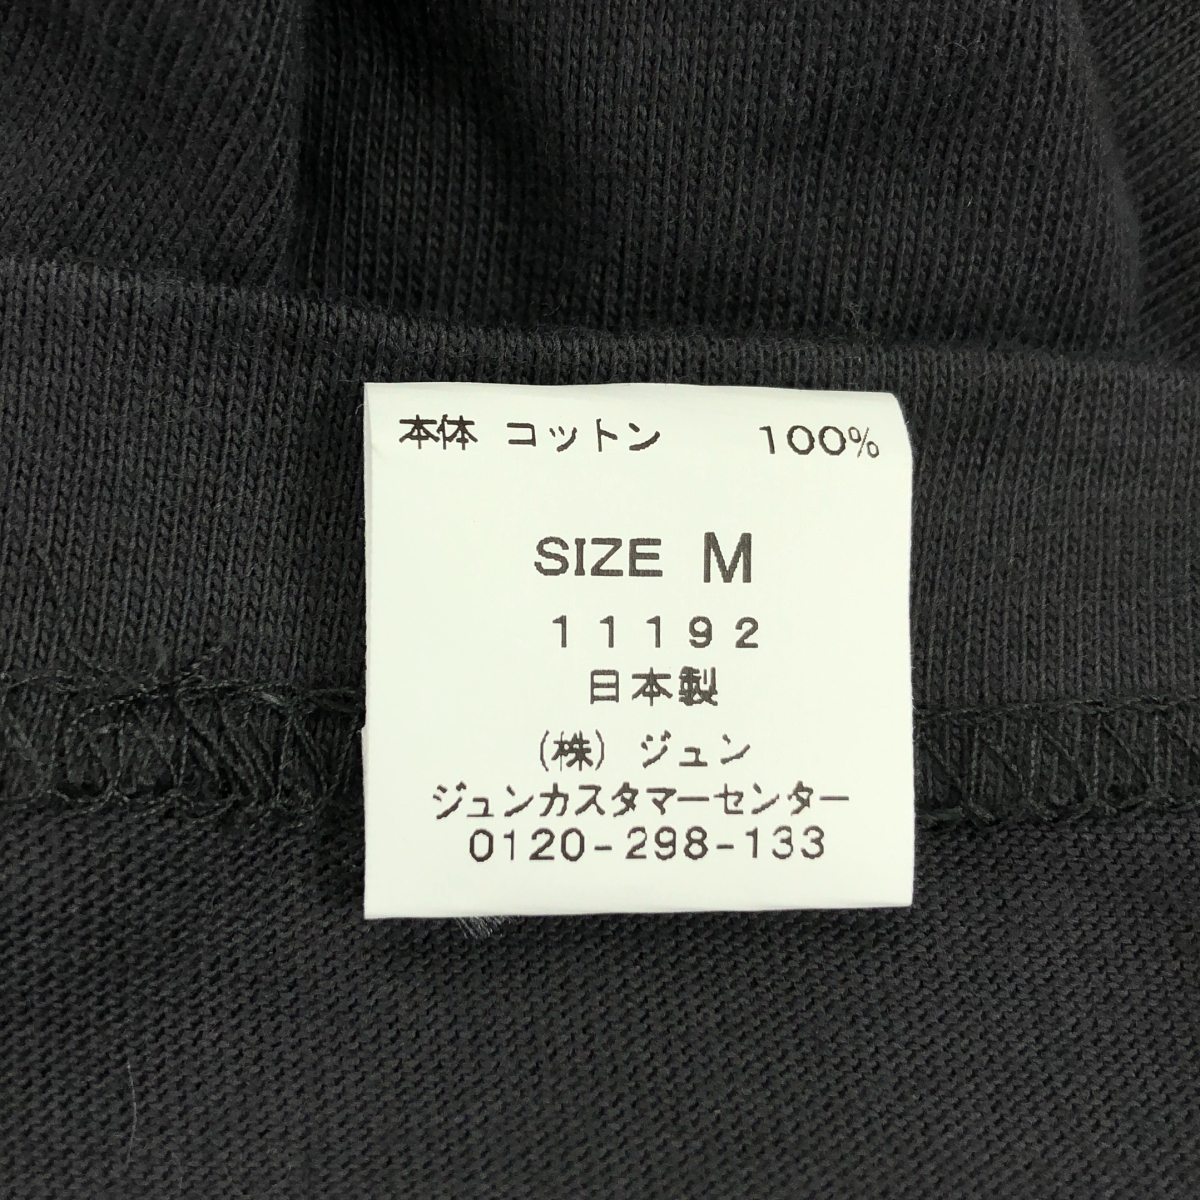 本体 コットン 100%
SIZE M
11192
日本製
(株) ジュン
ジュンカスタマーセンター
0120-298-133